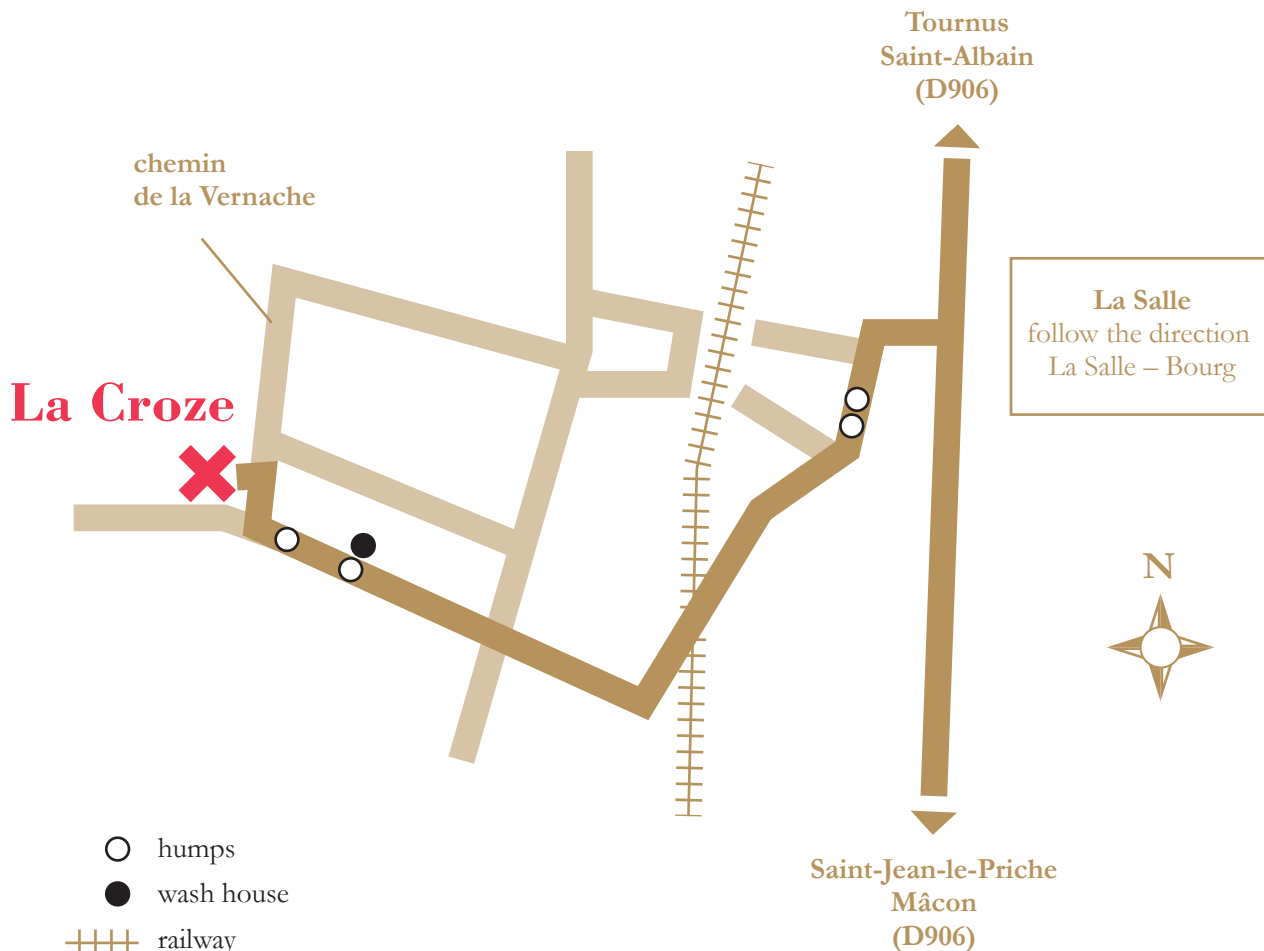 Tournus
Saint-Albain
(D906)
chemin
de la Vernache
La Salle
follow the direction
La Salle – Bourg
La Croze
N
humps
wash house
railway
Saint-Jean-le-Priche
Mâcon
(D906)